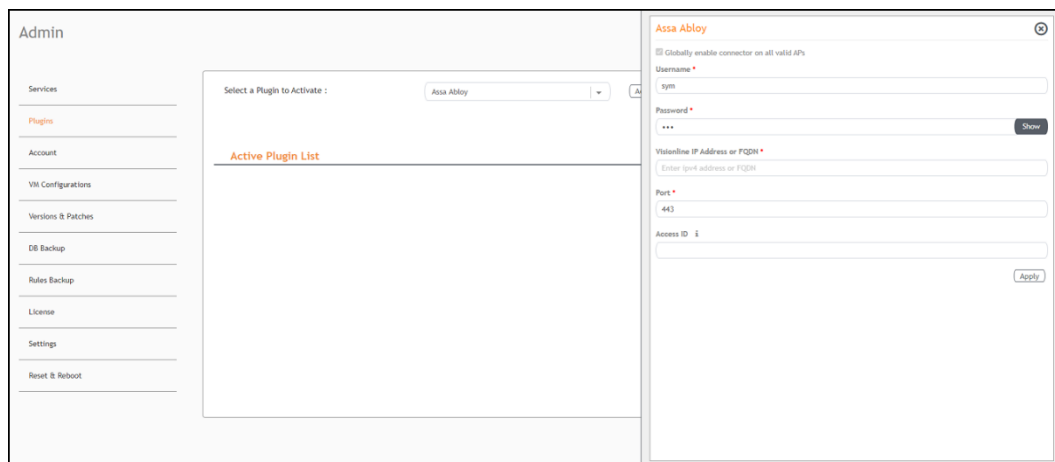 Admin
Services
Plugins
Account
VM Configurations
Versions & Patches
DB Backup
Rules Backup
License
Settings
Reset & Reboot
Select a Plugin to Activate :
Assa Abloy
Active Plugin List
Assa Abloy
Globally enable connector on all valid APs
Username *
sym
Password *
•••
Show
Visionline IP Address or FQDN *
Enter ipv4 address or FQDN
Port *
443
Access ID i
Apply